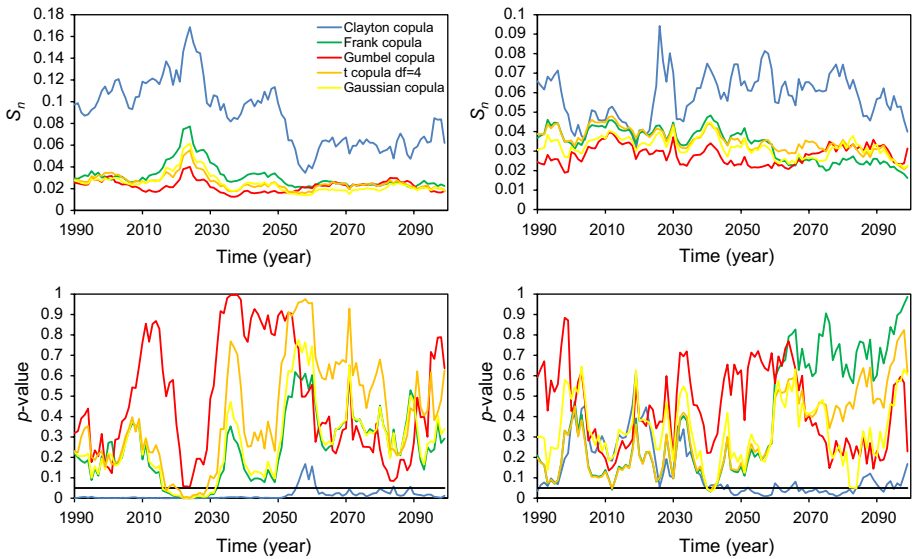 0.18
0.16
0.14
0.12
0.1
0.08
0.06
0.04
0.02
0
Sn
Clayton copula
Frank copula
Gumbel copula
t copula df=4
Gaussian copula
1990 2010 2030 2050 2070 2090
Time (year)
0.1
0.09
0.08
0.07
0.06
0.05
0.04
0.03
0.02
0.01
0
Sn
1990 2010 2030 2050 2070 2090
Time (year)
1
0.9
0.8
0.7
0.6
0.5
0.4
0.3
0.2
0.1
0
p-value
1990 2010 2030 2050 2070 2090
Time (year)
1
0.9
0.8
0.7
0.6
0.5
0.4
0.3
0.2
0.1
0
p-value
1990 2010 2030 2050 2070 2090
Time (year)